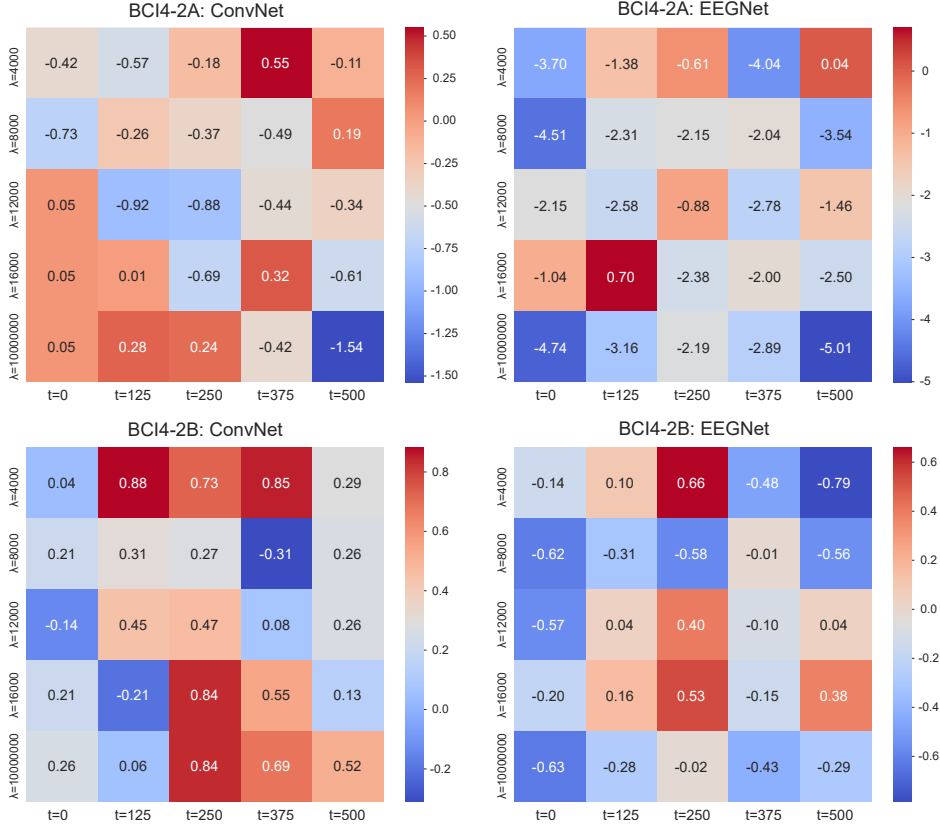 BCI4-2A: ConvNet
λ=4000 -0.42 -0.57 -0.18 0.55 -0.11
λ=8000 -0.73 -0.26 -0.37 -0.49 0.19
λ=12000 0.05 -0.92 -0.88 -0.44 -0.34
λ=16000 0.05 0.01 -0.69 0.32 -0.61
λ=10000000 0.05 0.28 0.24 -0.42 -1.54
t=0 t=125 t=250 t=375 t=500
0.50
0.25
0.00
-0.25
-0.50
-0.75
-1.00
-1.25
-1.50
BCI4-2A: EEGNet
λ=4000 -3.70 -1.38 -0.61 -4.04 0.04
λ=8000 -4.51 -2.31 -2.15 -2.04 -3.54
λ=12000 -2.15 -2.58 -0.88 -2.78 -1.46
λ=16000 -1.04 0.70 -2.38 -2.00 -2.50
λ=10000000 -4.74 -3.16 -2.19 -2.89 -5.01
t=0 t=125 t=250 t=375 t=500
0
-1
-2
-3
-4
-5
BCI4-2B: ConvNet
λ=4000 0.04 0.88 0.73 0.85 0.29
λ=8000 0.21 0.31 0.27 -0.31 0.26
λ=12000 -0.14 0.45 0.47 0.08 0.26
λ=16000 0.21 -0.21 0.84 0.55 0.13
λ=10000000 0.26 0.06 0.84 0.69 0.52
t=0 t=125 t=250 t=375 t=500
0.8
0.6
0.4
0.2
0.0
-0.2
BCI4-2B: EEGNet
λ=4000 -0.14 0.10 0.66 -0.48 -0.79
λ=8000 -0.62 -0.31 -0.58 -0.01 -0.56
λ=12000 -0.57 0.04 0.40 -0.10 0.04
λ=16000 -0.20 0.16 0.53 -0.15 0.38
λ=10000000 -0.63 -0.28 -0.02 -0.43 -0.29
t=0 t=125 t=250 t=375 t=500
0.6
0.4
0.2
0.0
-0.2
-0.4
-0.6